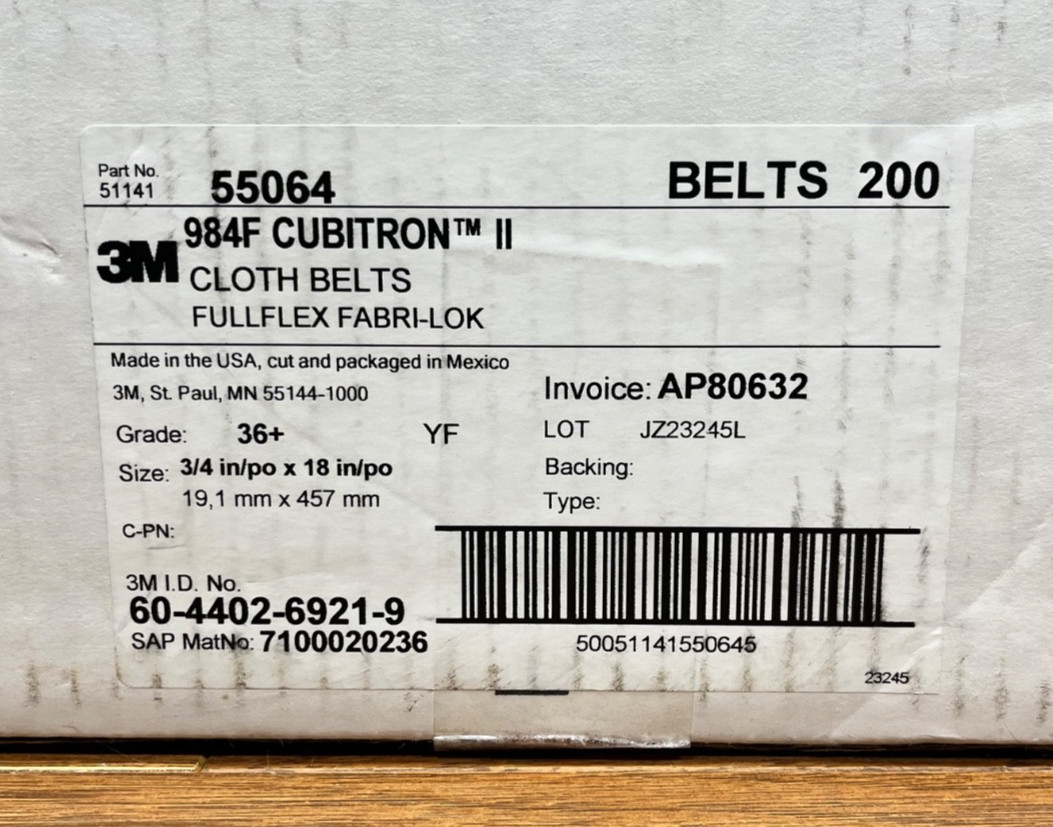 Part No.
51141 55064 BELTS 200
3M 984F CUBITRON™ II
CLOTH BELTS
FULLFLEX FABRI-LOK
Made in the USA, cut and packaged in Mexico
3M, St. Paul, MN 55144-1000 Invoice: AP80632
Grade: 36+ YF LOT JZ23245L
Size: 3/4 in/po x 18 in/po Backing:
19,1 mm x 457 mm Type:
C-PN:
3M I.D. No.
60-4402-6921-9
SAP MatNo: 7100020236 50051141550645
23245